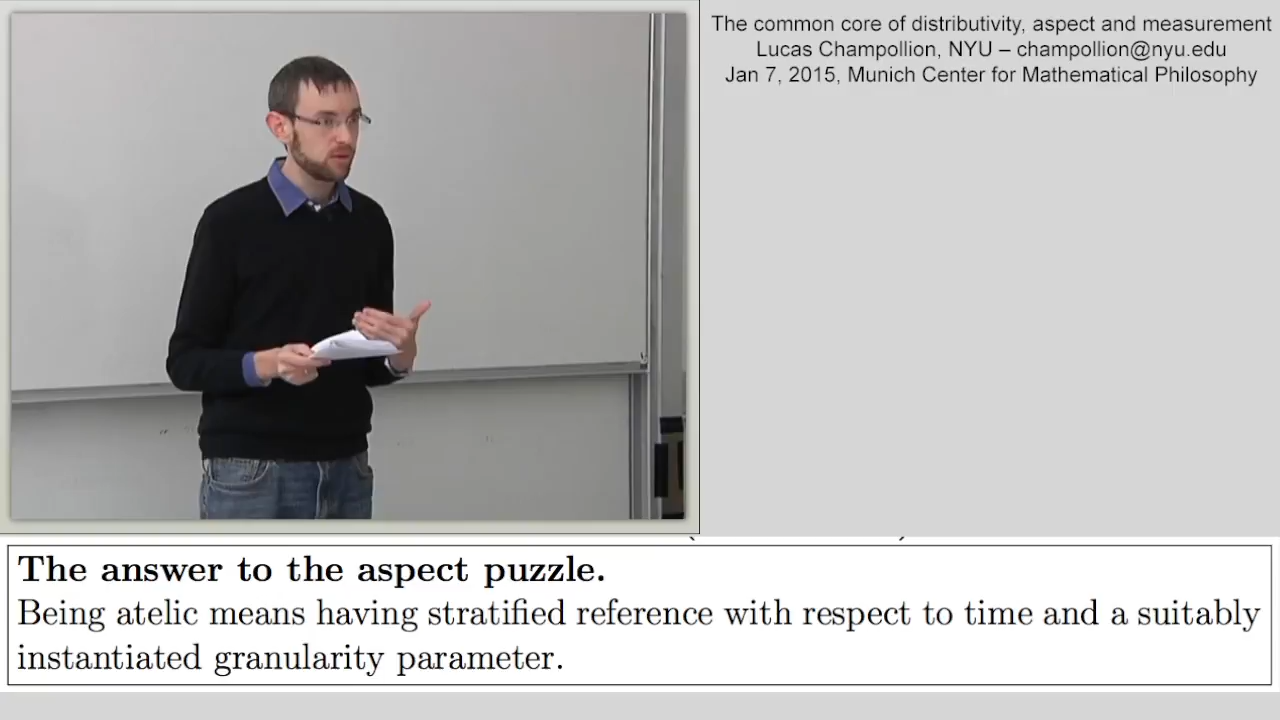 The common core of distributivity, aspect and measurement
Lucas Champollion, NYU – champollion@nyu.edu
Jan 7, 2015, Munich Center for Mathematical Philosophy
The answer to the aspect puzzle.
Being atelic means having stratified reference with respect to time and a suitably
instantiated granularity parameter.